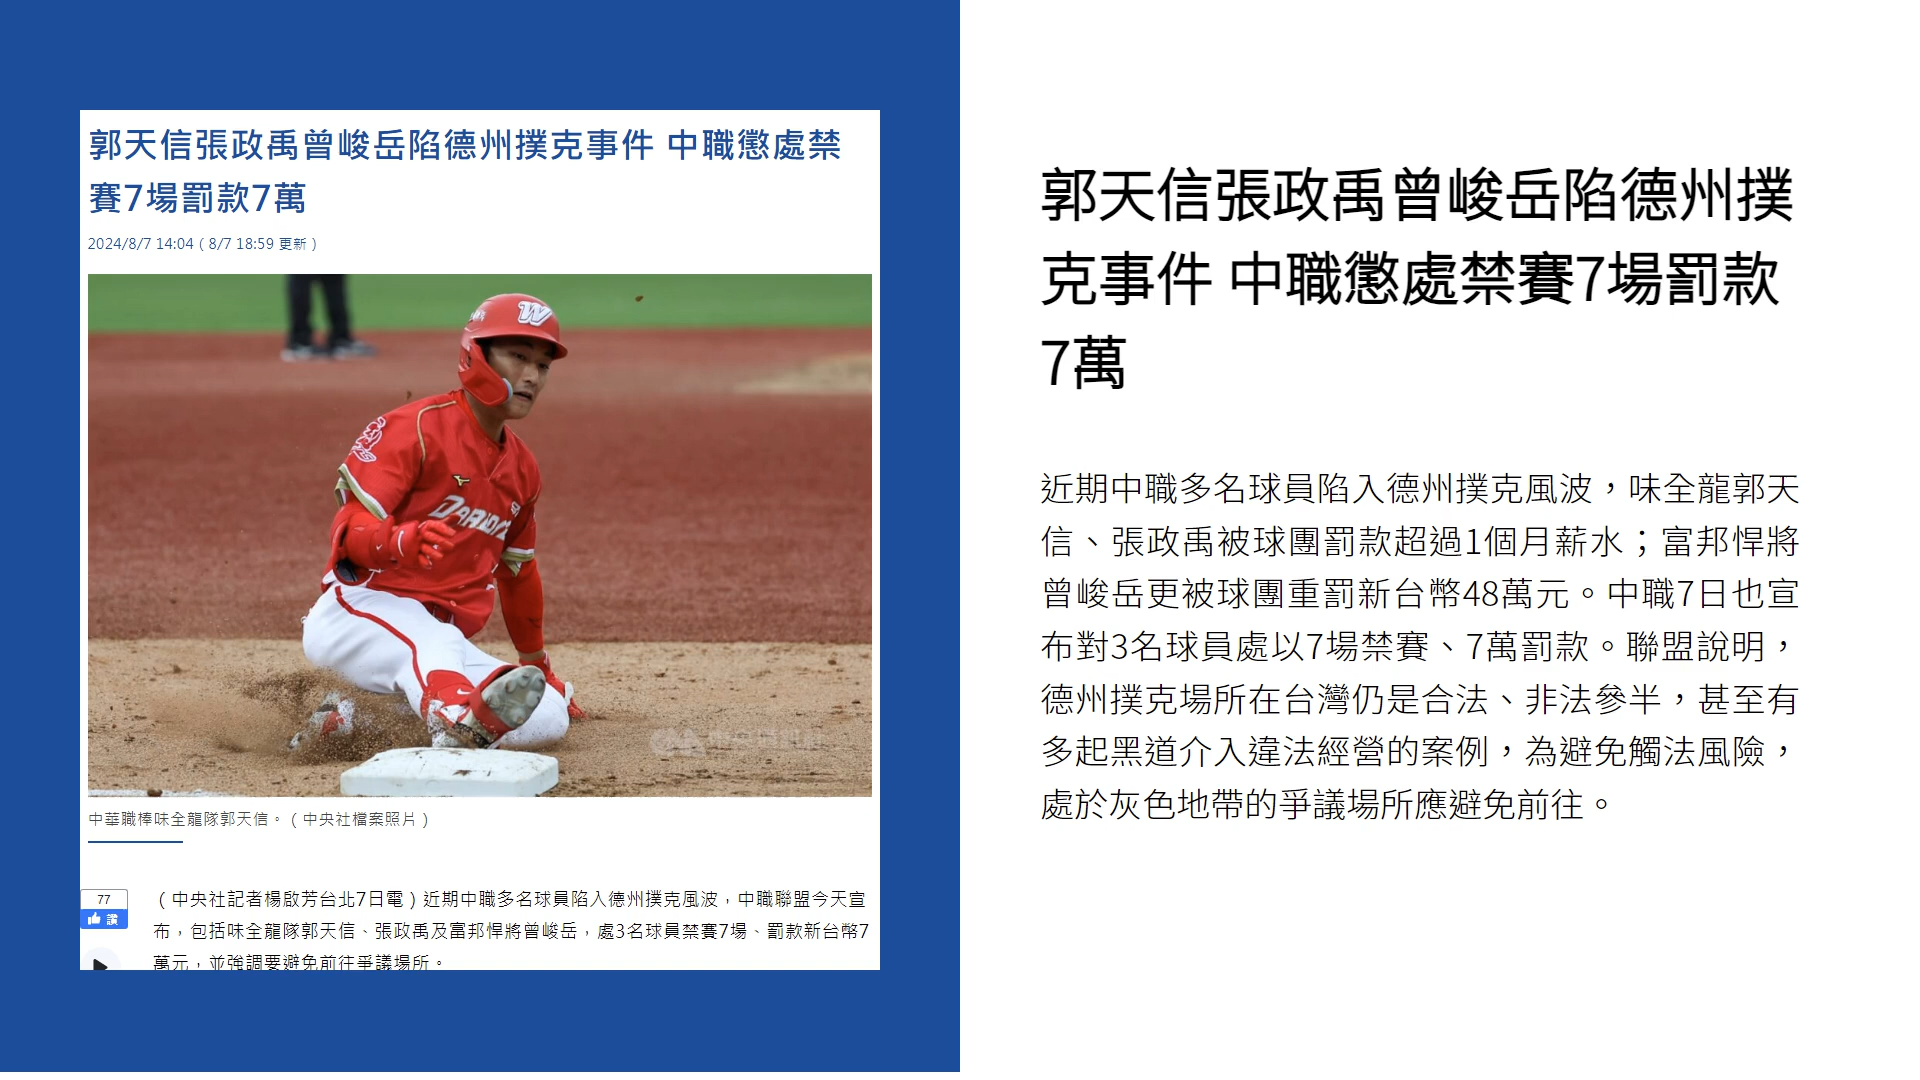 郭天信張政禹曾峻岳陷德州撲克事件 中職懲處禁
賽7場罰款7萬
2024/8/7 14:04（8/7 18:59 更新）
W
DRAGONS
中華職棒味全龍隊郭天信。（中央社檔案照片）
77
讚
（中央社記者楊啟芳台北7日電）近期中職多名球員陷入德州撲克風波，中職聯盟今天宣
布，包括味全龍隊郭天信、張政禹及富邦悍將曾峻岳，處3名球員禁賽7場、罰款新台幣7
萬元，並強調要避免前往爭議場所。
郭天信張政禹曾峻岳陷德州撲
克事件 中職懲處禁賽7場罰款
7萬
近期中職多名球員陷入德州撲克風波，味全龍郭天
信、張政禹被球團罰款超過1個月薪水；富邦悍將
曾峻岳更被球團重罰新台幣48萬元。中職7日也宣
布對3名球員處以7場禁賽、7萬罰款。聯盟說明，
德州撲克場所在台灣仍是合法、非法參半，甚至有
多起黑道介入違法經營的案例，為避免觸法風險，
處於灰色地帶的爭議場所應避免前往。